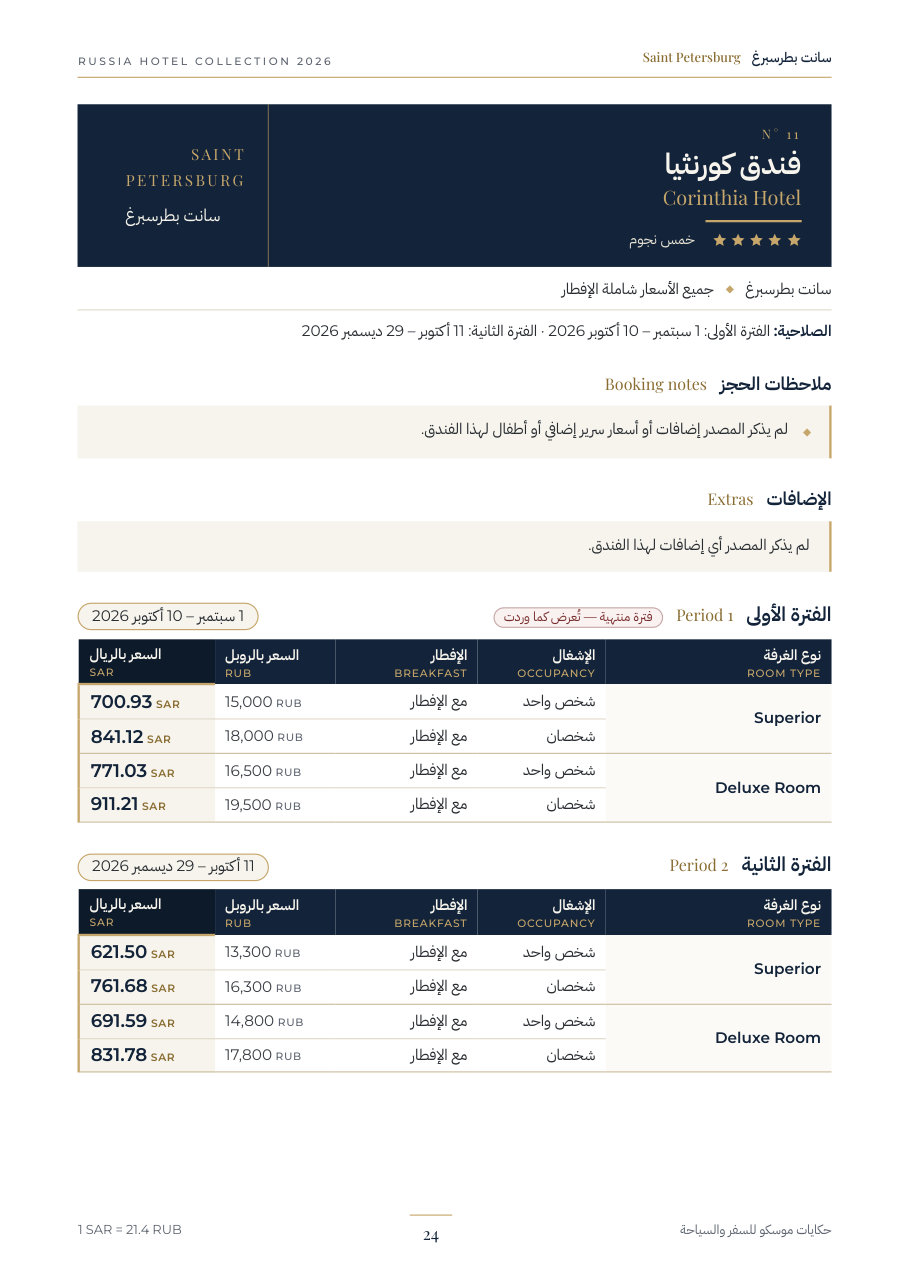 سانت بطرسبرغ Saint Petersburg
RUSSIA HOTEL COLLECTION 2026
N° 11
فندق كورنثيا
Corinthia Hotel
★★★★★ خمس نجوم
SAINT
PETERSBURG
سانت بطرسبرغ
سانت بطرسبرغ ◆ جميع الأسعار شاملة الإفطار
الصلاحية: الفترة الأولى: 1 سبتمبر – 10 أكتوبر 2026 · الفترة الثانية: 11 أكتوبر – 29 ديسمبر 2026
ملاحظات الحجز Booking notes
◆ لم يذكر المصدر إضافات أو أسعار سرير إضافي أو أطفال لهذا الفندق.
الإضافات Extras
لم يذكر المصدر أي إضافات لهذا الفندق.
الفترة الأولى Period 1 فترة منتهية — تُعرض كما وردت 1 سبتمبر – 10 أكتوبر 2026
نوع الغرفة الإشغال الإفطار السعر بالروبل السعر بالريال
ROOM TYPE OCCUPANCY BREAKFAST RUB SAR
Superior شخص واحد مع الإفطار 15,000 RUB 700.93 SAR
شخصان مع الإفطار 18,000 RUB 841.12 SAR
Deluxe Room شخص واحد مع الإفطار 16,500 RUB 771.03 SAR
شخصان مع الإفطار 19,500 RUB 911.21 SAR
الفترة الثانية Period 2 11 أكتوبر – 29 ديسمبر 2026
نوع الغرفة الإشغال الإفطار السعر بالروبل السعر بالريال
ROOM TYPE OCCUPANCY BREAKFAST RUB SAR
Superior شخص واحد مع الإفطار 13,300 RUB 621.50 SAR
شخصان مع الإفطار 16,300 RUB 761.68 SAR
Deluxe Room شخص واحد مع الإفطار 14,800 RUB 691.59 SAR
شخصان مع الإفطار 17,800 RUB 831.78 SAR
حكايات موسكو للسفر والسياحة
24
1 SAR = 21.4 RUB